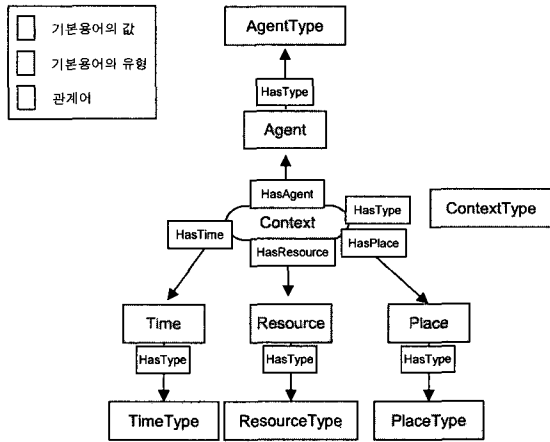 기본용어의 값
기본용어와 유형
관계어
AgentType
HasType
Agent
HasAgent
Context
HasType
ContextType
HasTime
HasPlace
HasResource
Time
Resource
Place
HasType
HasType
HasType
TimeType
ResourceType
PlaceType